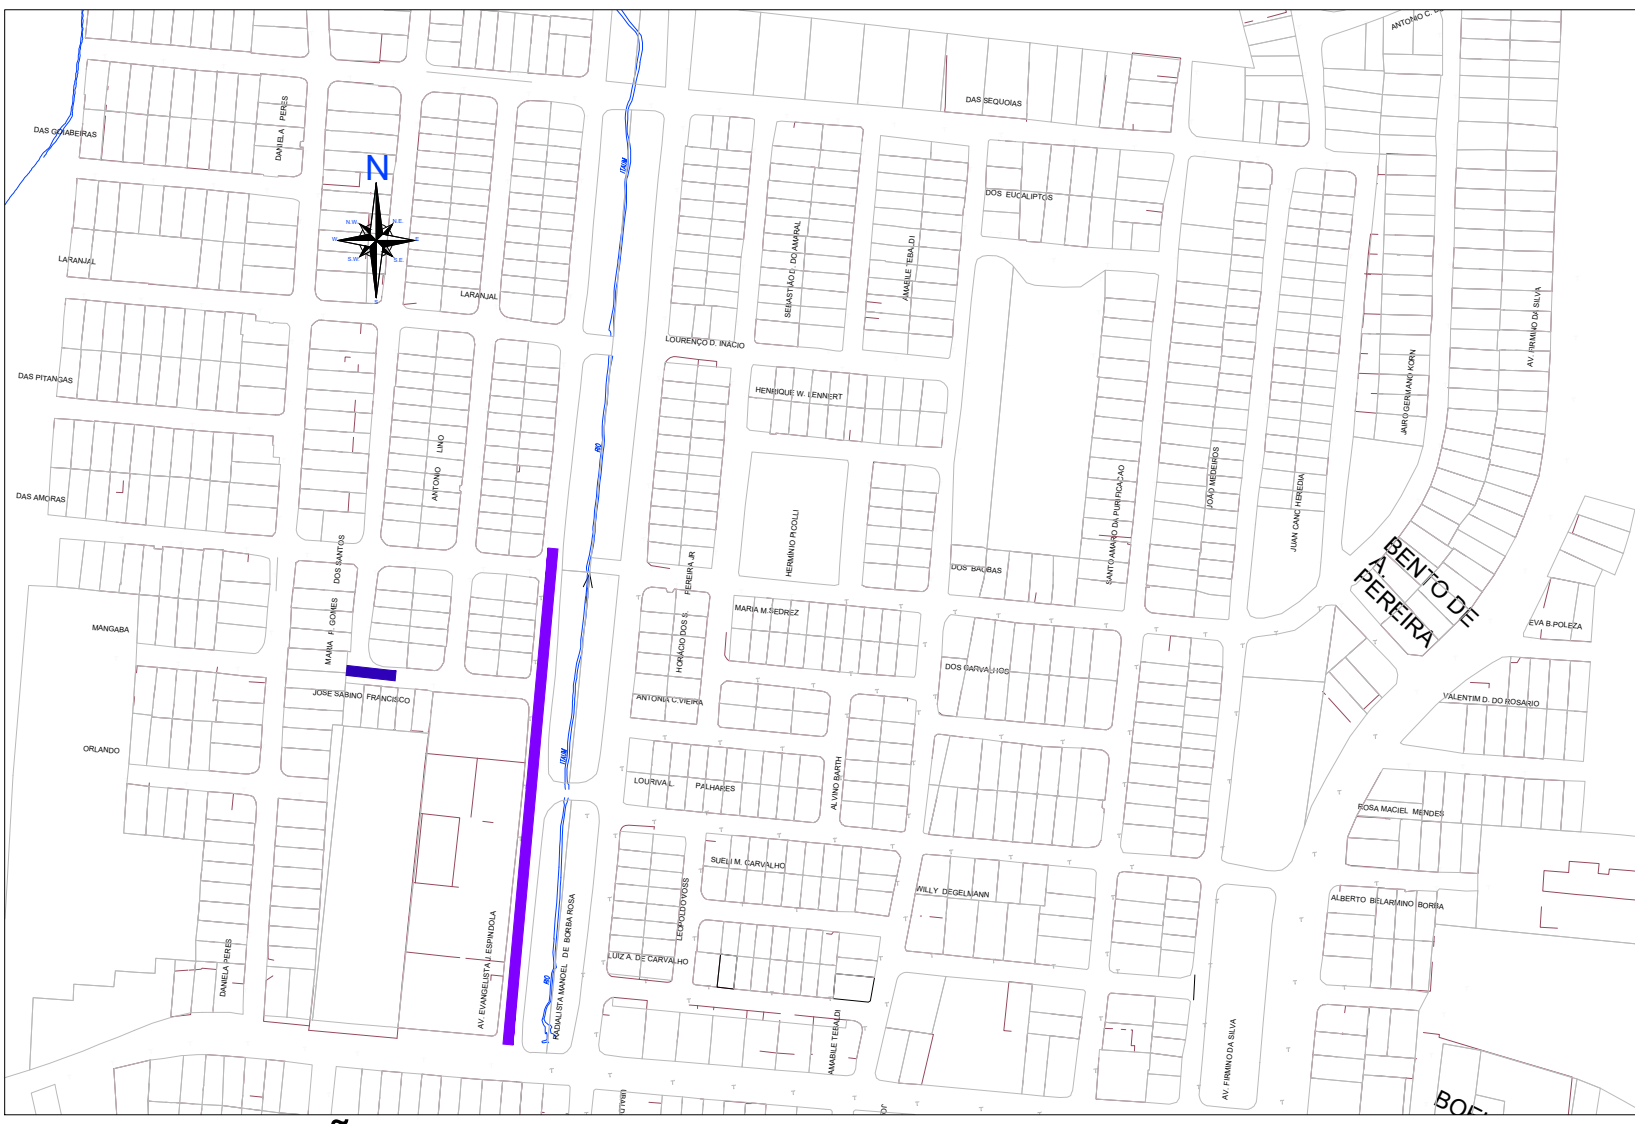 ANTONIO C.
DAS SEQUOIAS
DANIELA PERES
DAS GOIABEIRAS
N
N.W.
N.E.
W
E
S.W.
S.E.
S
ITAUM
DOS EUCALIPTOS
SEBASTIÃO D. DO AMARAL
AMABILE TEBALDI
LARANJAL
LARANJAL
AV. FIRMINO DA SILVA
LOURENÇO D. INACIO
DAS PITANGAS
HENRIQUE W. LENNERT
JAIRO GERMANO KORN
ANTONIO LINO
RIO
DAS AMORAS
SANTO AMARO DA PURIFICACAO
JOÃO MEDEIROS
JUAN CANC HEREDIA
HERMINIO PICOLLI
BENTO DE
A.
PEREIRA
MARIA P. GOMES DOS SANTOS
HORÁCIO DOS S. PEREIRA JR
DOS BAOBAS
MARIA M.SEDREZ
MANGABA
EVA B.POLEZA
DOS CARVALHOS
JOSE SABINO FRANCISCO
ANTONIA C.VIEIRA
VALENTIM D. DO ROSARIO
ORLANDO
ITAUM
LOURIVAL L. PALHARES
ALVINO BARTH
ROSA MACIEL MENDES
SUELI M. CARVALHO
WILLY DEGELMANN
LEOPOLDO VOSS
ALBERTO BELARMINO BORBA
AV. EVANGELISTA J. ESPINDOLA
RADIALISTA MANOEL DE BORBA ROSA
LUIZ A. DE CARVALHO
DANIELA PERES
RIO
AMABILE TEBALDI
AV. FIRMINO DA SILVA